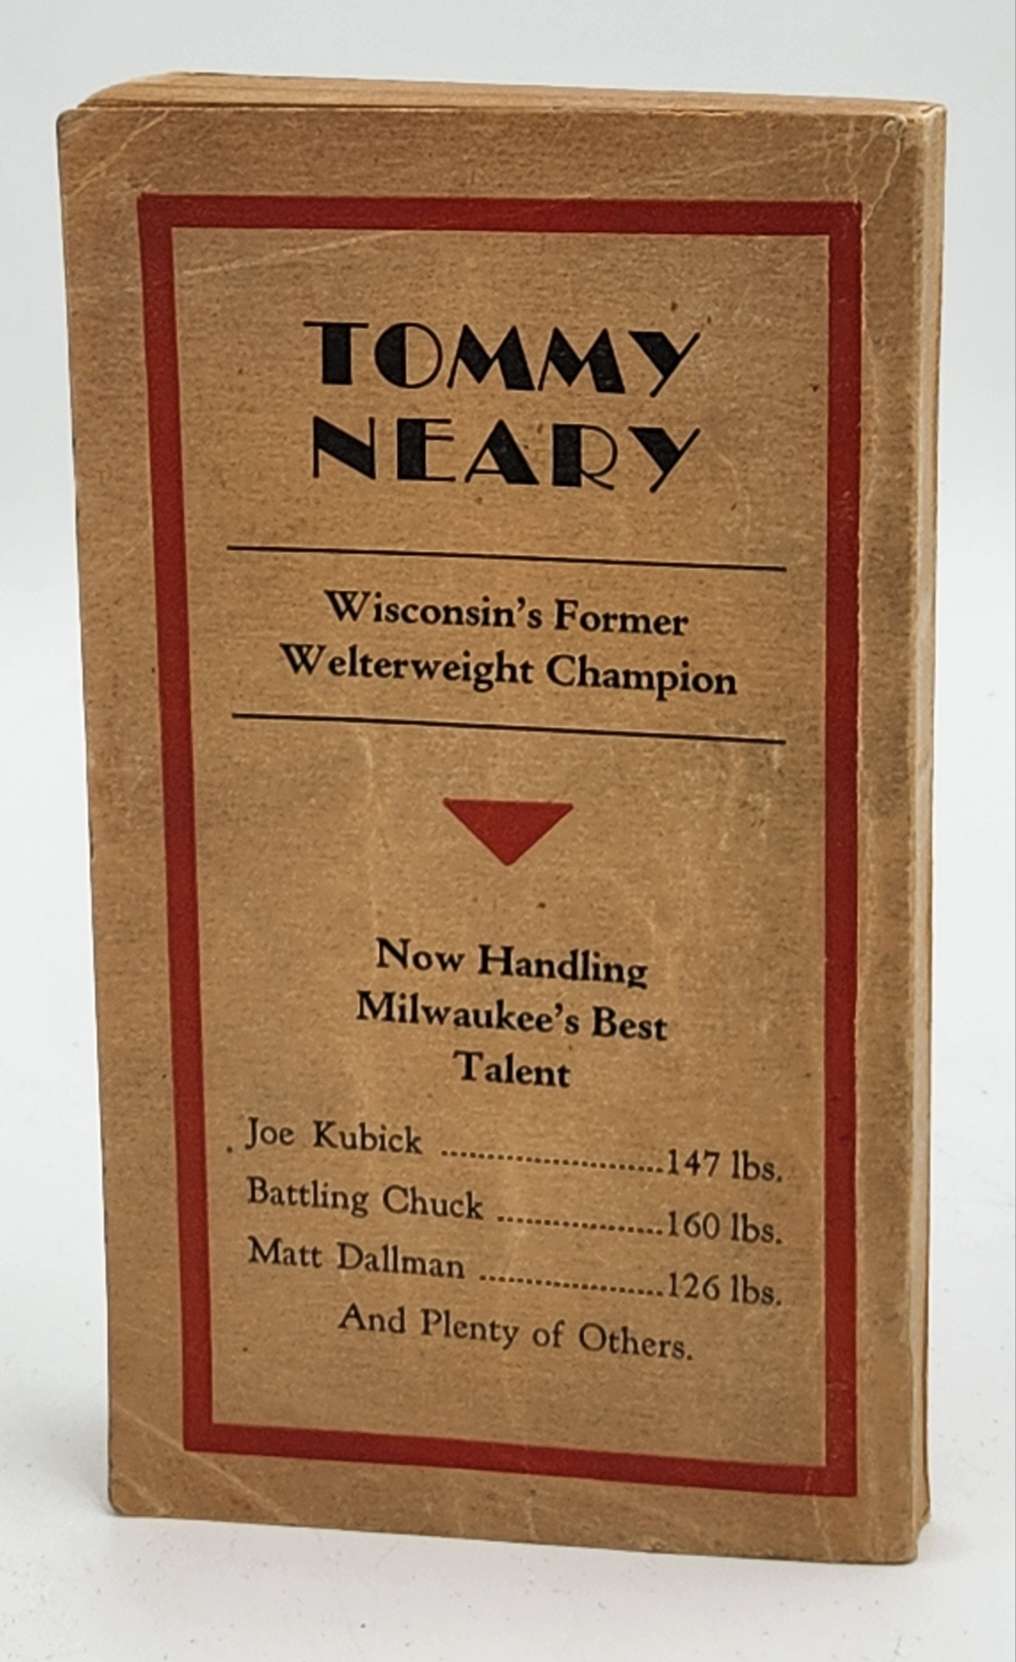 TOMMY
NEARY
Wisconsin's Former
Welterweight Champion
Now Handling
Milwaukee's Best
Talent
Joe Kubick ........................147 lbs.
Battling Chuck ..................160 lbs.
Matt Dallman ....................126 lbs.
And Plenty of Others.